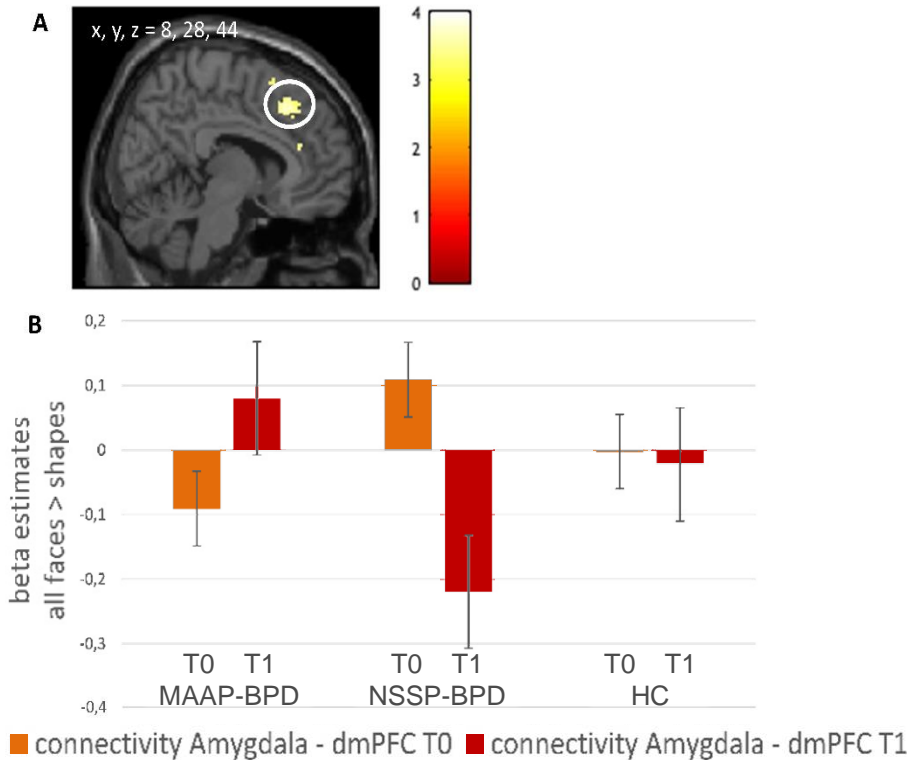 A
x, y, z = 8, 28, 44
4
3
2
1
0
B
0,2
0,1
0
-0,1
-0,2
-0,3
-0,4
beta estimates
all faces > shapes
T0 T1 T0 T1 T0 T1
MAAP-BPD NSSP-BPD HC
connectivity Amygdala - dmPFC T0 connectivity Amygdala - dmPFC T1